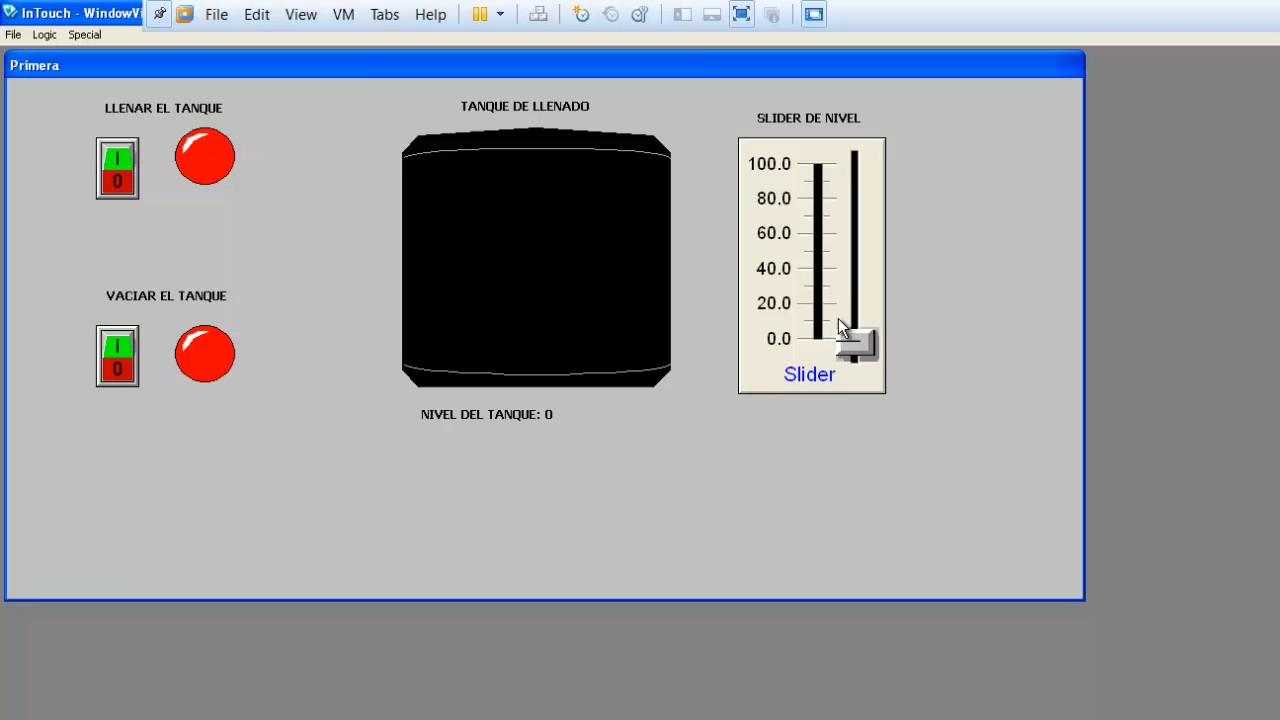 InTouch - WindowVi
File Edit View VM Tabs Help
File Logic Special
Primera
LLENAR EL TANQUE
TANQUE DE LLENADO
SLIDER DE NIVEL
I
0
100.0
80.0
60.0
40.0
20.0
0.0
Slider
VACIAR EL TANQUE
I
0
NIVEL DEL TANQUE: 0